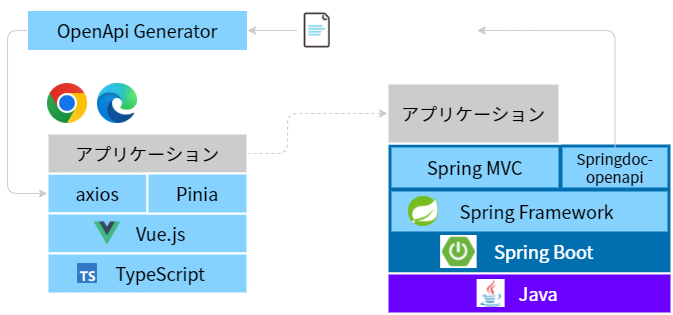 OpenApi Generator
アプリケーション
axios
Pinia
Vue.js
TS
TypeScript
アプリケーション
Spring MVC
Springdoc-
openapi
Spring Framework
Spring Boot
Java